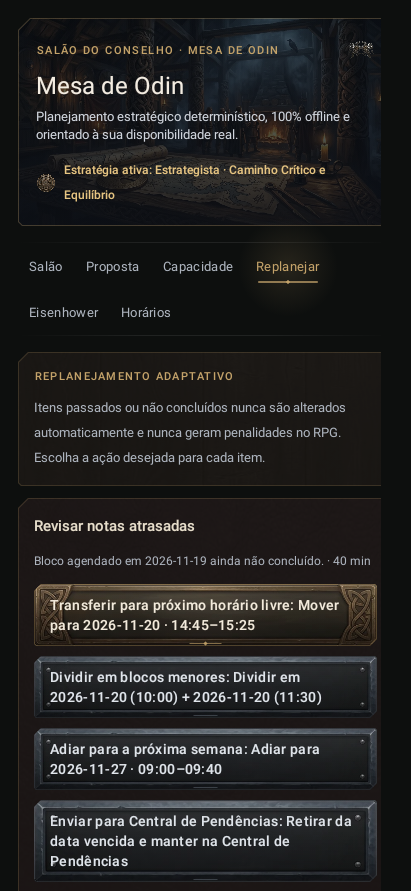 SALÃO DO CONSELHO · MESA DE ODIN
Mesa de Odin
Planejamento estratégico determinístico, 100% offline e
orientado à sua disponibilidade real.
Estratégia ativa: Estrategista · Caminho Crítico e
Equilíbrio
Salão Proposta Capacidade Replanejar
Eisenhower Horários
REPLANEJAMENTO ADAPTATIVO
Itens passados ou não concluídos nunca são alterados
automaticamente e nunca geram penalidades no RPG.
Escolha a ação desejada para cada item.
Revisar notas atrasadas
Bloco agendado em 2026-11-19 ainda não concluído. · 40 min
Transferir para próximo horário livre: Mover
para 2026-11-20 · 14:45–15:25
Dividir em blocos menores: Dividir em
2026-11-20 (10:00) + 2026-11-20 (11:30)
Adiar para a próxima semana: Adiar para
2026-11-27 · 09:00–09:40
Enviar para Central de Pendências: Retirar da
data vencida e manter na Central de
Pendências